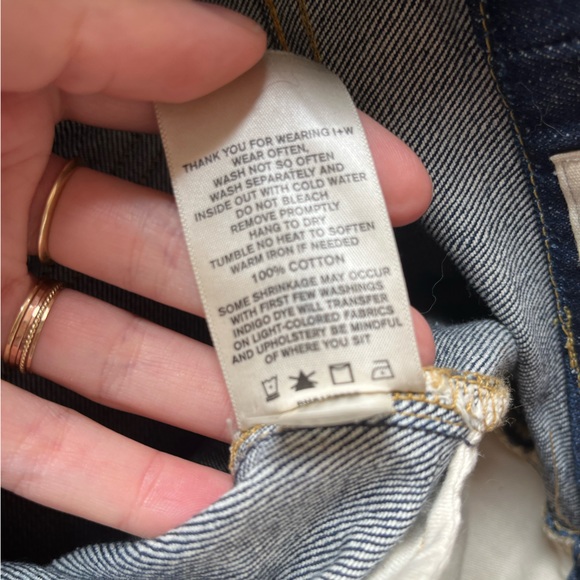 THANK YOU FOR WEARING I+W
WEAR OFTEN,
WASH NOT SO OFTEN
WASH SEPARATELY AND
INSIDE OUT WITH COLD WATER
DO NOT BLEACH
REMOVE PROMPTLY
HANG TO DRY
TUMBLE NO HEAT TO SOFTEN
WARM IRON IF NEEDED
100% COTTON
SOME SHRINKAGE MAY OCCUR
WITH FIRST FEW WASHINGS
INDIGO DYE WILL TRANSFER
ON LIGHT-COLORED FABRICS
AND UPHOLSTERY BE MINDFUL
OF WHERE YOU SIT